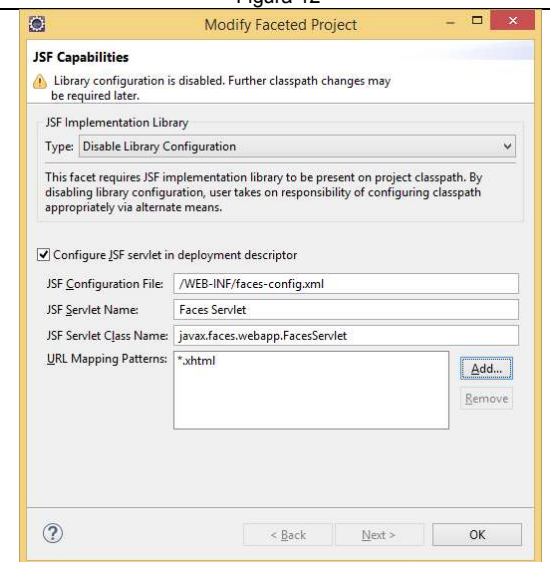 Figura 12
Modify Faceted Project
JSF Capabilities
Library configuration is disabled. Further classpath changes may
be required later.
JSF Implementation Library
Type: Disable Library Configuration
This facet requires JSF implementation library to be present on project classpath. By
disabling library configuration, user takes on responsibility of configuring classpath
appropriately via alternate means.
Configure JSF servlet in deployment descriptor
JSF Configuration File: /WEB-INF/faces-config.xml
JSF Servlet Name: Faces Servlet
JSF Servlet Class Name: javax.faces.webapp.FacesServlet
URL Mapping Patterns: *.xhtml
Add...
Remove
< Back Next > OK